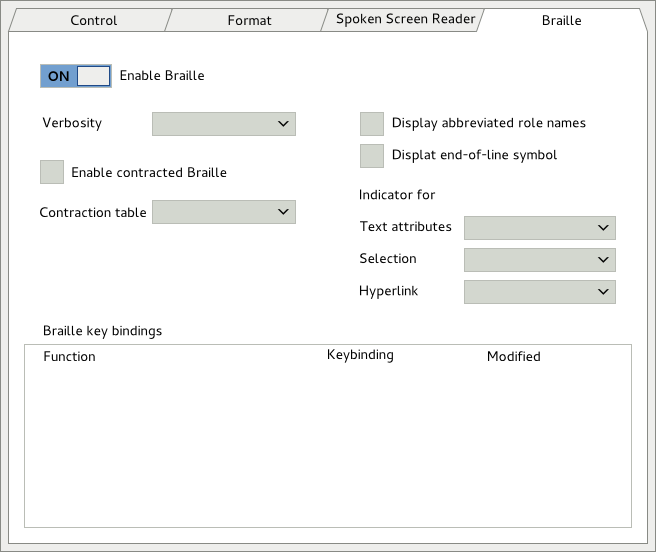 Control
Format
Spoken Screen Reader
Braille
ON
Enable Braille
Verbosity
Enable contracted Braille
Contraction table
Display abbreviated role names
Displat end-of-line symbol
Indicator for
Text attributes
Selection
Hyperlink
Braille key bindings
Function
Keybinding
Modified